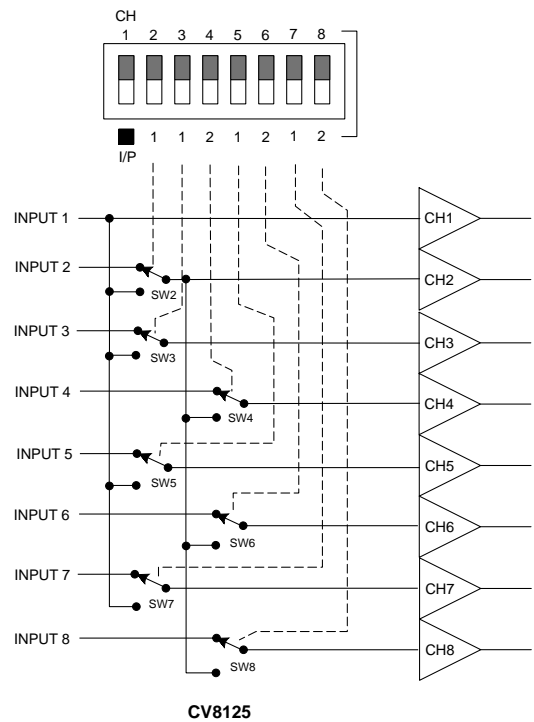 CH
1 2 3 4 5 6 7 8
1 1 2 1 2 1 2
I/P
INPUT 1
CH1
INPUT 2
SW2
CH2
INPUT 3
SW3
CH3
INPUT 4
SW4
CH4
INPUT 5
SW5
CH5
INPUT 6
SW6
CH6
INPUT 7
SW7
CH7
INPUT 8
SW8
CH8
CV8125